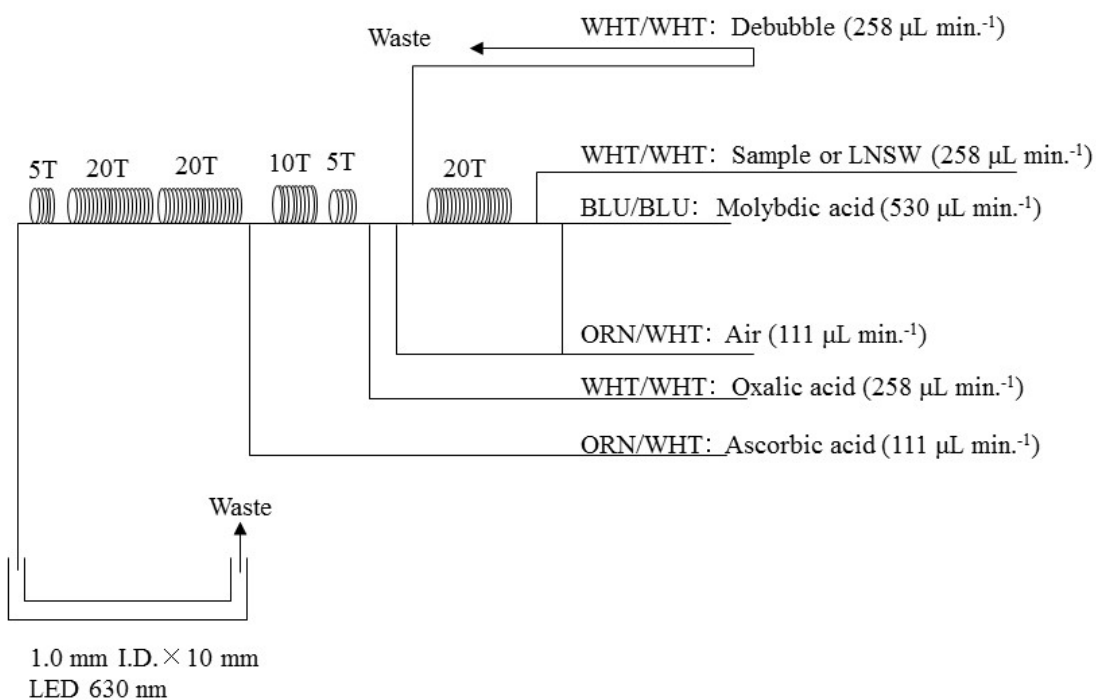 WHT/WHT: Debubble (258 μL min.⁻¹)
Waste
5T 20T 20T 10T 5T 20T
WHT/WHT: Sample or LNSW (258 μL min.⁻¹)
BLU/BLU: Molybdic acid (530 μL min.⁻¹)
ORN/WHT: Air (111 μL min.⁻¹)
WHT/WHT: Oxalic acid (258 μL min.⁻¹)
ORN/WHT: Ascorbic acid (111 μL min.⁻¹)
Waste
1.0 mm I.D.×10 mm
LED 630 nm